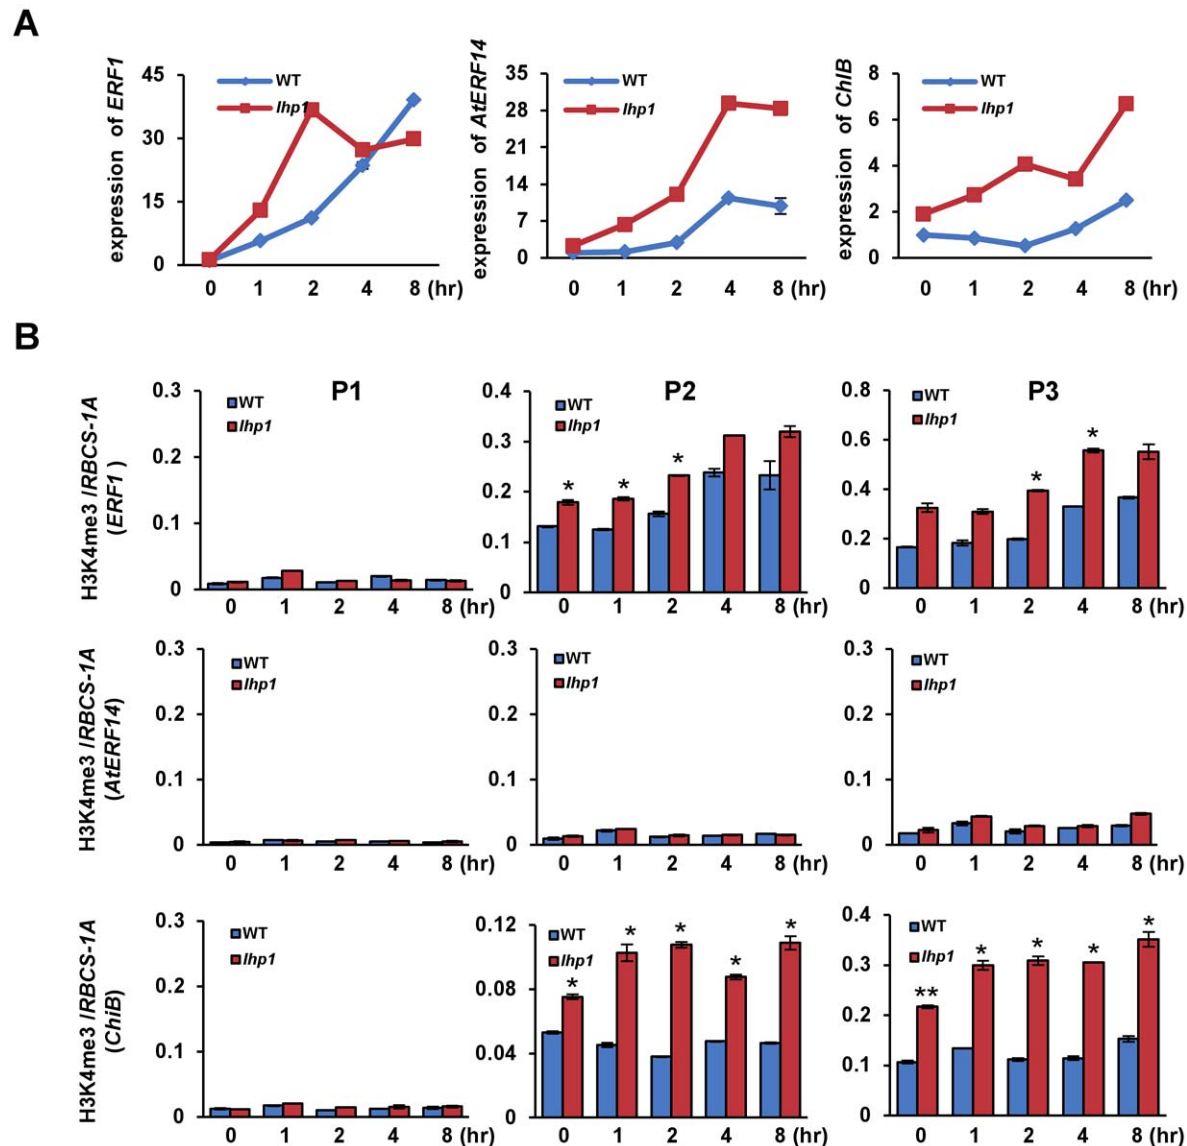 A
expression of ERF1
45
30
15
0
WT
lhp1
0 1 2 4 8 (hr)
expression of AtERF14
35
28
21
14
7
0
WT
lhp1
0 1 2 4 8 (hr)
expression of ChIB
8
6
4
2
0
WT
lhp1
0 1 2 4 8 (hr)
B
H3K4me3 /RBCS-1A
(ERF1 )
P1
0.3
0.2
0.1
0
WT
lhp1
0 1 2 4 8 (hr)
P2
0.4
0.3
0.2
0.1
0
WT
lhp1
* * *
0 1 2 4 8 (hr)
P3
0.8
0.6
0.4
0.2
0
WT
lhp1
* *
0 1 2 4 8 (hr)
H3K4me3 /RBCS-1A
(AtERF14)
0.3
0.2
0.1
0
WT
lhp1
0 1 2 4 8 (hr)
0.3
0.2
0.1
0
WT
lhp1
0 1 2 4 8 (hr)
0.3
0.2
0.1
0
WT
lhp1
0 1 2 4 8 (hr)
H3K4me3 /RBCS-1A
(ChiB)
0.3
0.2
0.1
0
WT
lhp1
0 1 2 4 8 (hr)
0.12
0.08
0.04
0
WT
lhp1
* * * * *
0 1 2 4 8 (hr)
0.4
0.3
0.2
0.1
0
WT
lhp1
** * * * *
0 1 2 4 8 (hr)